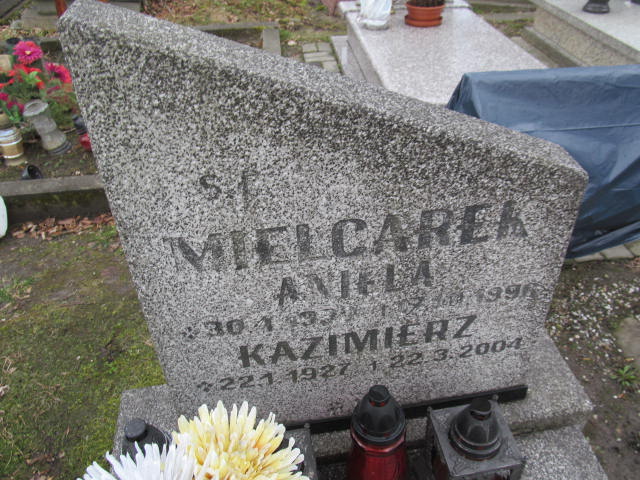 Ś.P.
MIELCAREK
ANIELA
KAZIMIERZ
* 22.1.1927 † 22.3.2004